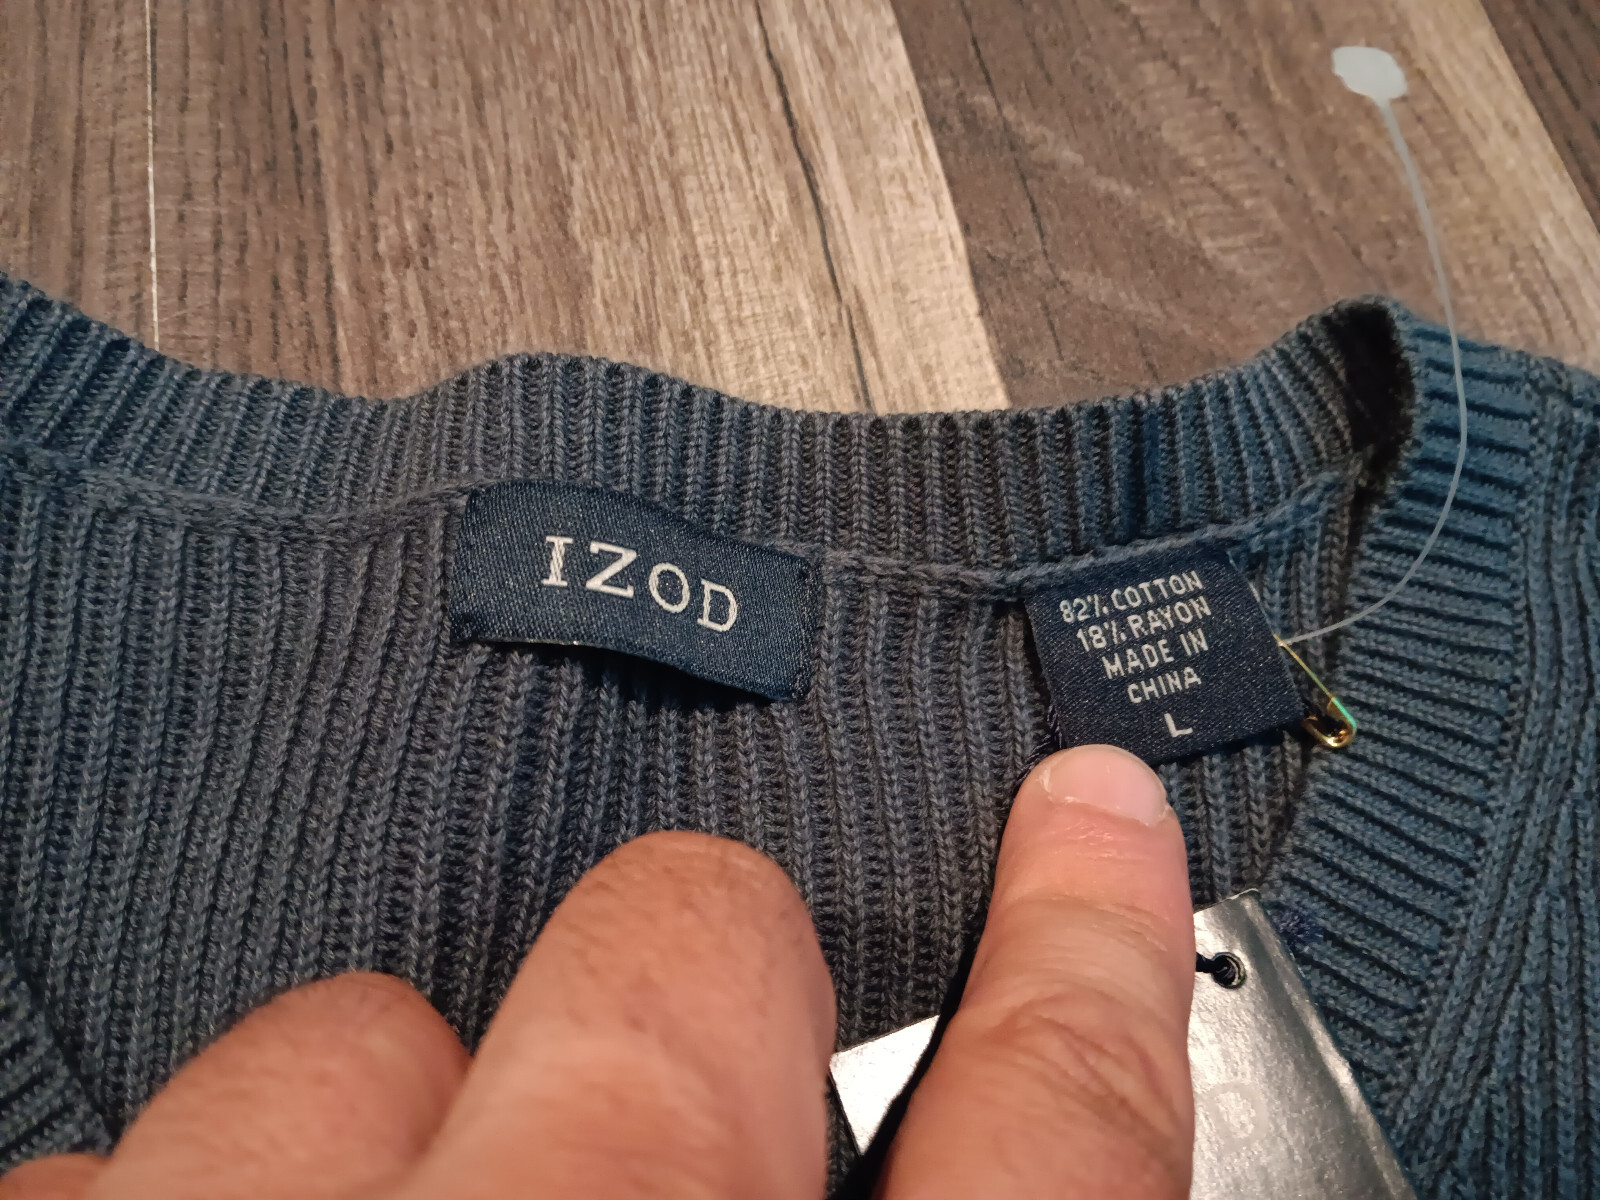 IZOD
82% COTTON
18% RAYON
MADE IN
CHINA
L